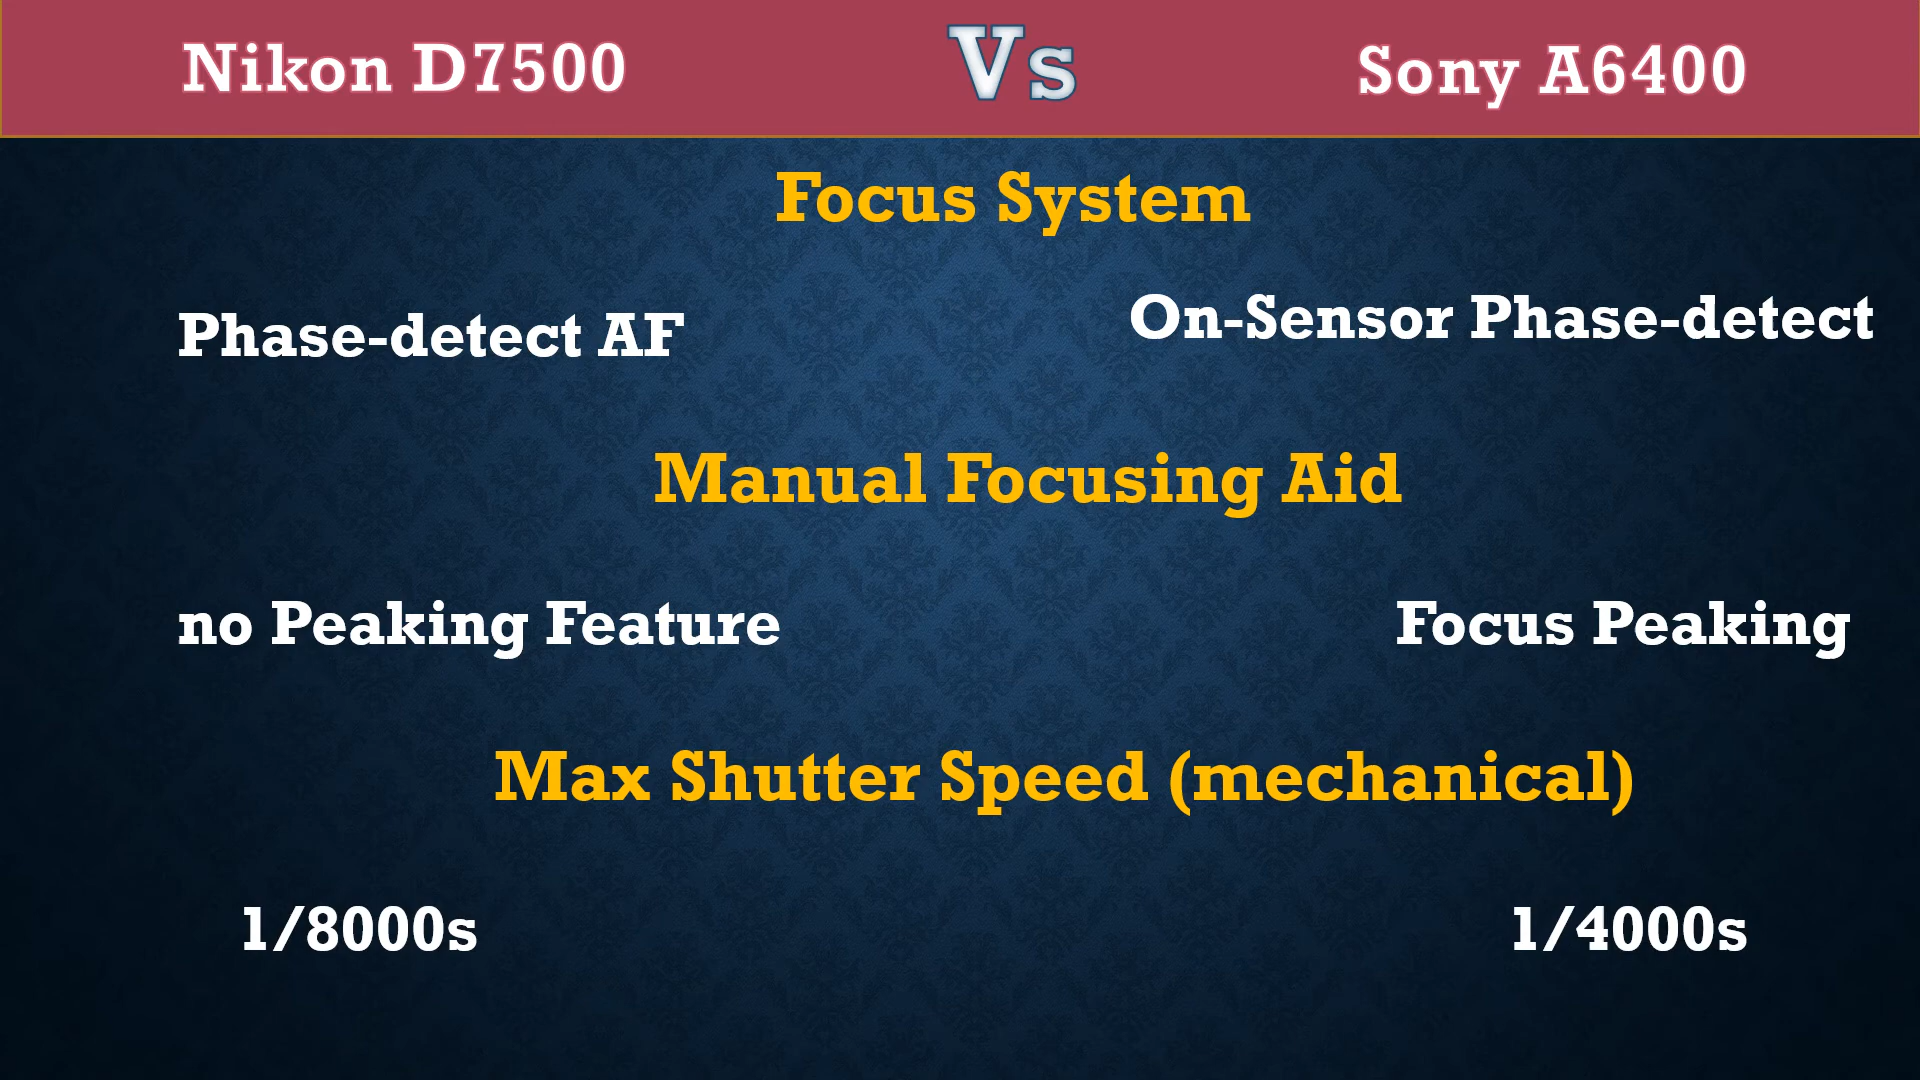 Nikon D7500 Vs Sony A6400
Focus System
Phase-detect AF On-Sensor Phase-detect
Manual Focusing Aid
no Peaking Feature Focus Peaking
Max Shutter Speed (mechanical)
1/8000s 1/4000s